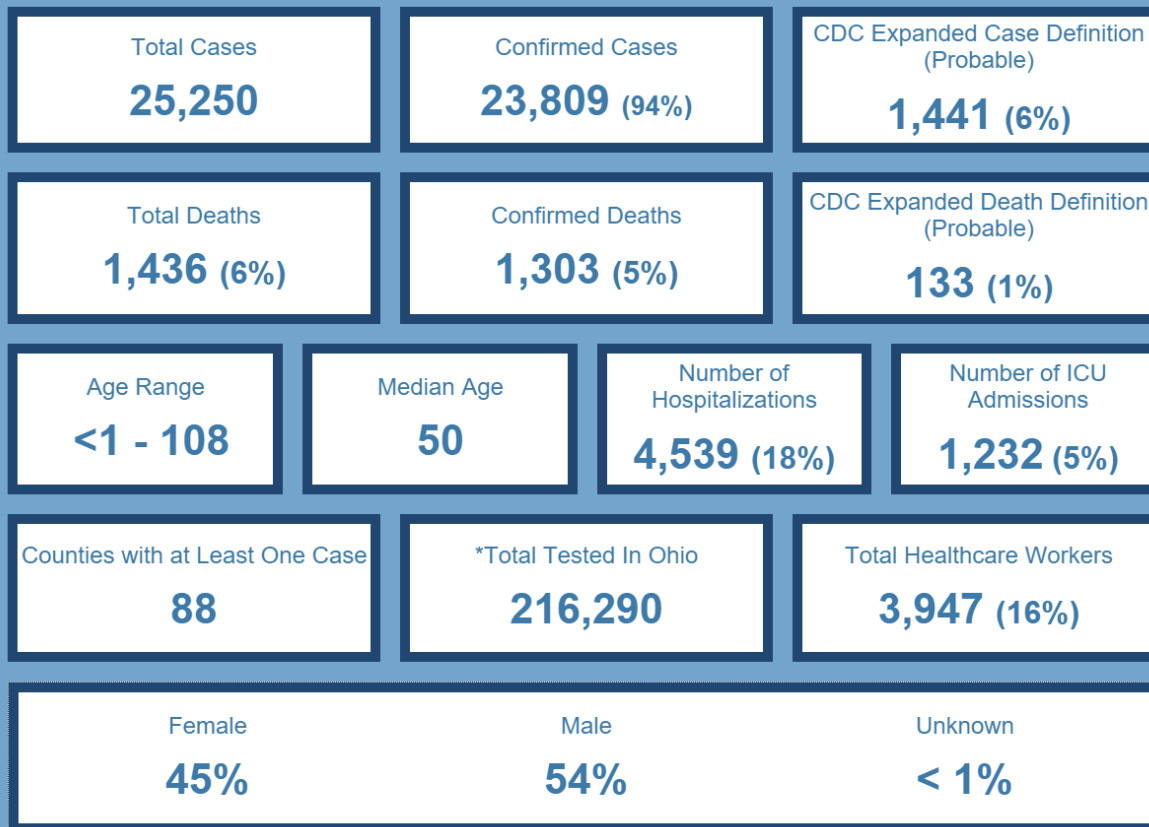 Total Cases
25,250
Confirmed Cases
23,809 (94%)
CDC Expanded Case Definition
(Probable)
1,441 (6%)
Total Deaths
1,436 (6%)
Confirmed Deaths
1,303 (5%)
CDC Expanded Death Definition
(Probable)
133 (1%)
Age Range
<1 - 108
Median Age
50
Number of
Hospitalizations
4,539 (18%)
Number of ICU
Admissions
1,232 (5%)
Counties with at Least One Case
88
*Total Tested In Ohio
216,290
Total Healthcare Workers
3,947 (16%)
Female
45%
Male
54%
Unknown
< 1%